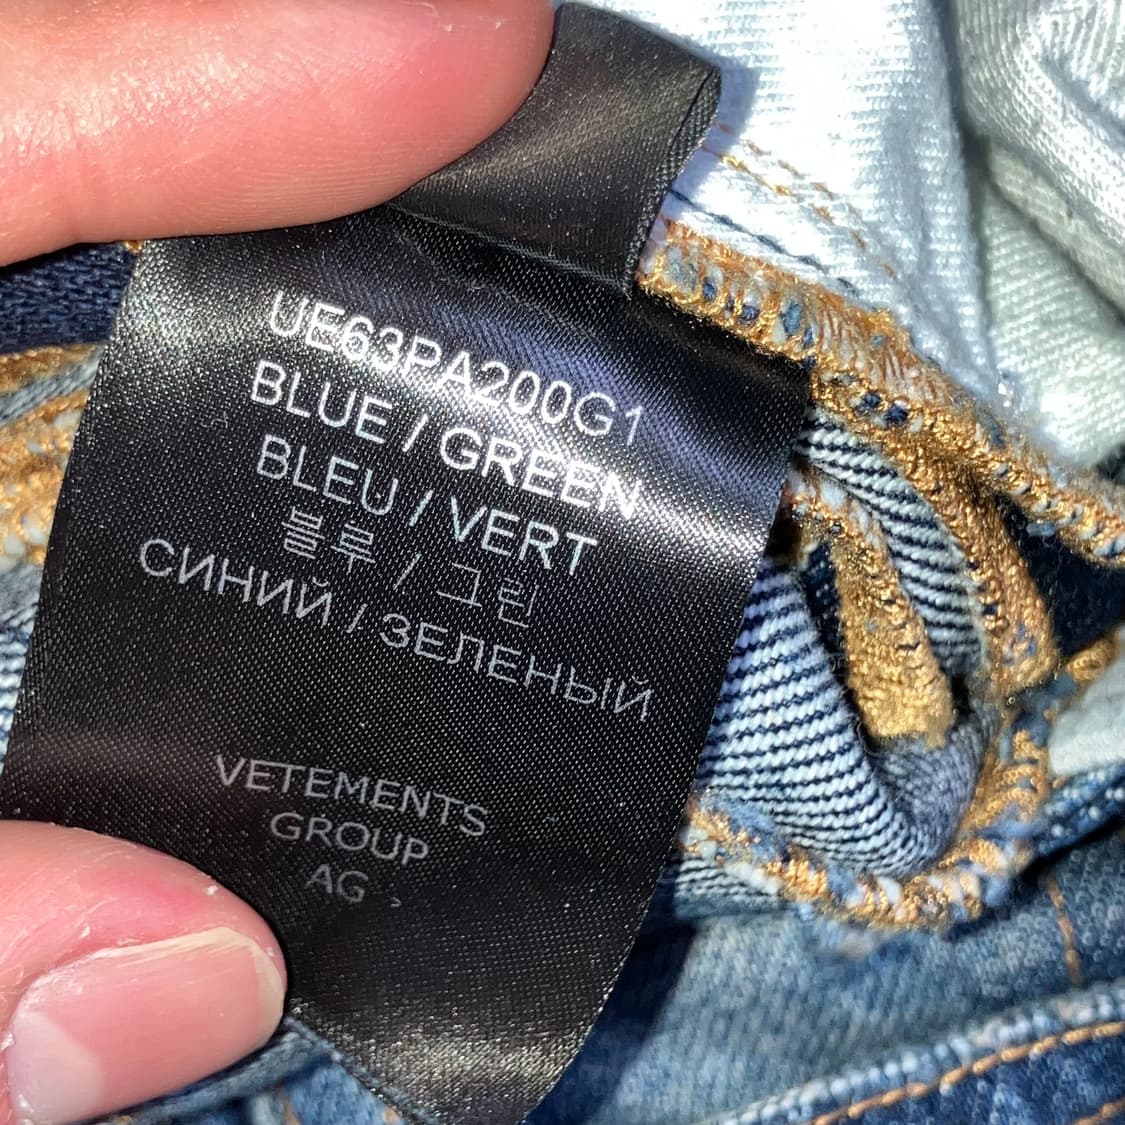 UE63PA200G1
BLUE / GREEN
BLEU / VERT
블루 / 그린
СИНИЙ / ЗЕЛЕНЫЙ
VETEMENTS
GROUP
AG